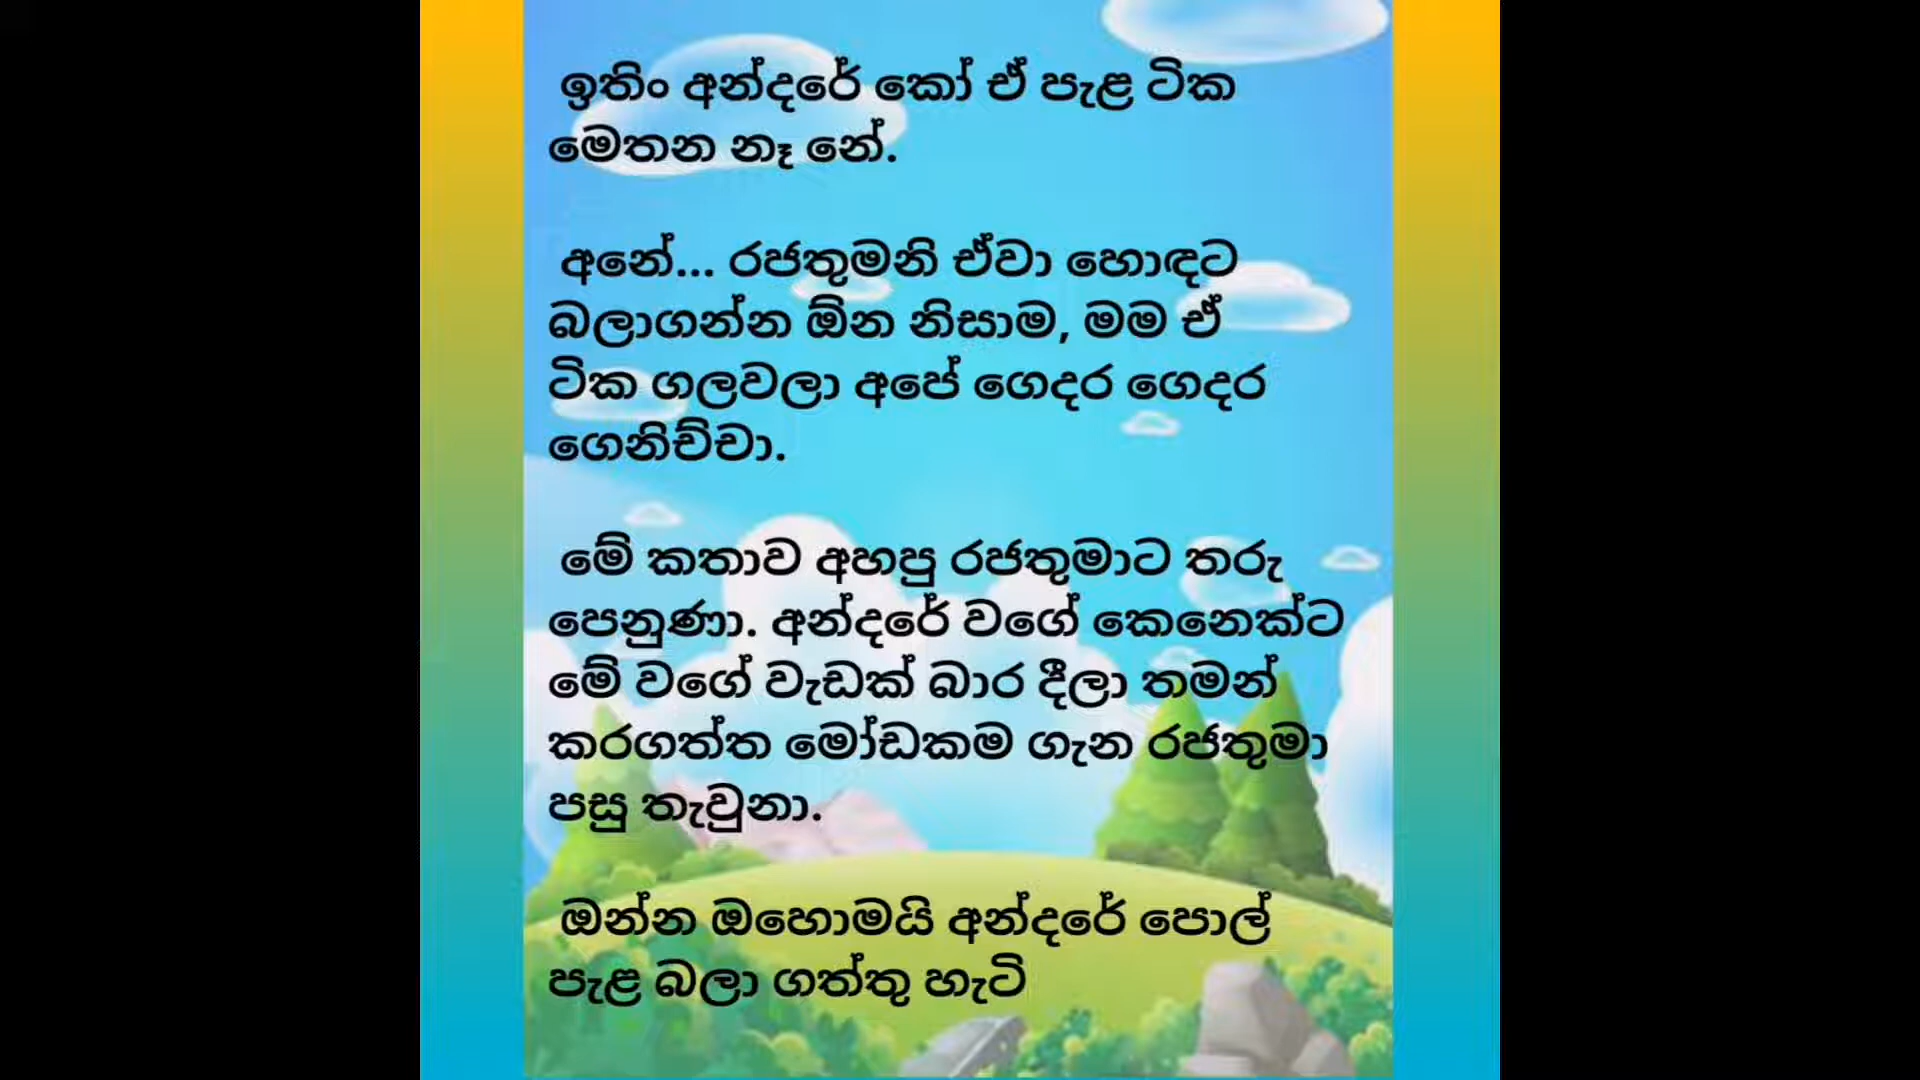 ඉතිං අන්දරේ කෝ ඒ පැළ ටික
මෙතන නෑ නේ.
අනේ... රජතුමනි ඒවා හොඳට
බලාගන්න ඕන නිසාම, මම ඒ
ටික ගලවලා අපේ ගෙදර ගෙදර
ගෙනිච්චා.
මේ කතාව අහපු රජතුමාට තරු
පෙනුණා. අන්දරේ වගේ කෙනෙක්ට
මේ වගේ වැඩක් බාර දීලා තමන්
කරගත්ත මෝඩකම ගැන රජතුමා
පසු තැවුනා.
ඔන්න ඔහොමයි අන්දරේ පොල්
පැළ බලා ගත්තු හැටි